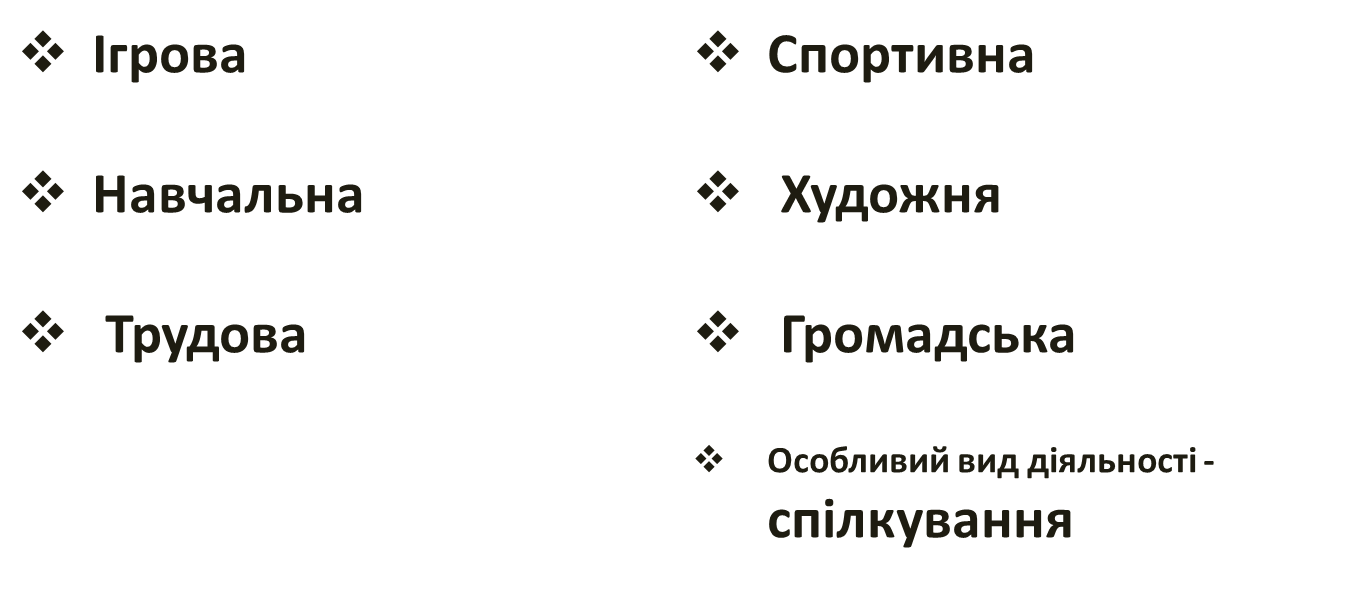 ❖ Ігрова
❖ Навчальна
❖ Трудова
❖ Спортивна
❖ Художня
❖ Громадська
❖ Особливий вид діяльності -
спілкування